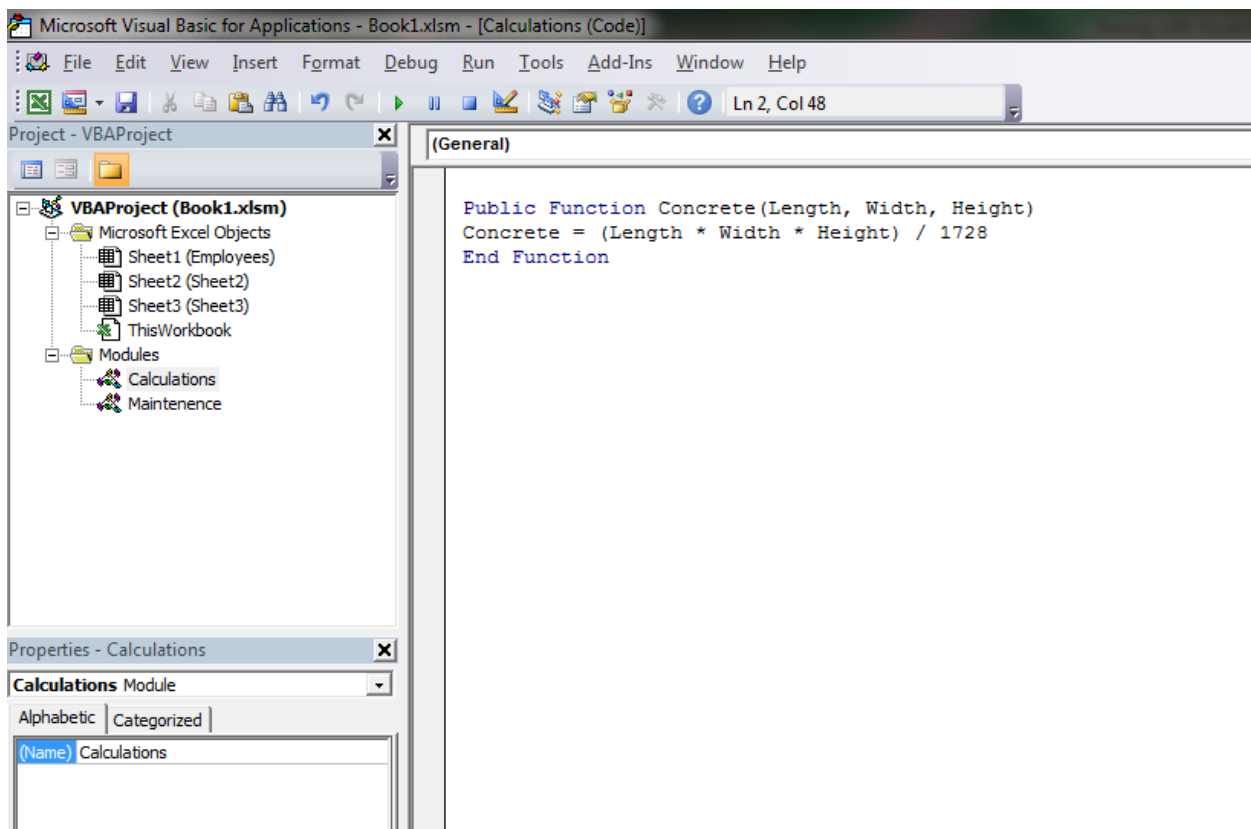 Microsoft Visual Basic for Applications - Book1.xlsm - [Calculations (Code)]
File Edit View Insert Format Debug Run Tools Add-Ins Window Help
Ln 2, Col 48
Project - VBAProject
(General)
VBAProject (Book1.xlsm)
Microsoft Excel Objects
Sheet1 (Employees)
Sheet2 (Sheet2)
Sheet3 (Sheet3)
ThisWorkbook
Modules
Calculations
Maintenence
Public Function Concrete(Length, Width, Height)
Concrete = (Length * Width * Height) / 1728
End Function
Properties - Calculations
Calculations Module
Alphabetic Categorized
(Name) Calculations